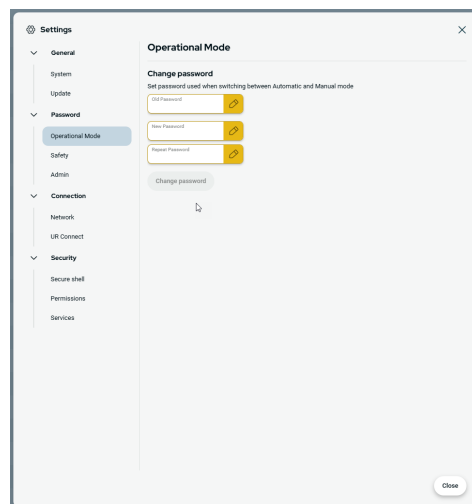 Settings
General
System
Update
Password
Operational Mode
Safety
Admin
Connection
Network
UR Connect
Security
Secure shell
Permissions
Services
Operational Mode
Change password
Set password used when switching between Automatic and Manual mode
Old Password
New Password
Repeat Password
Change password
Close